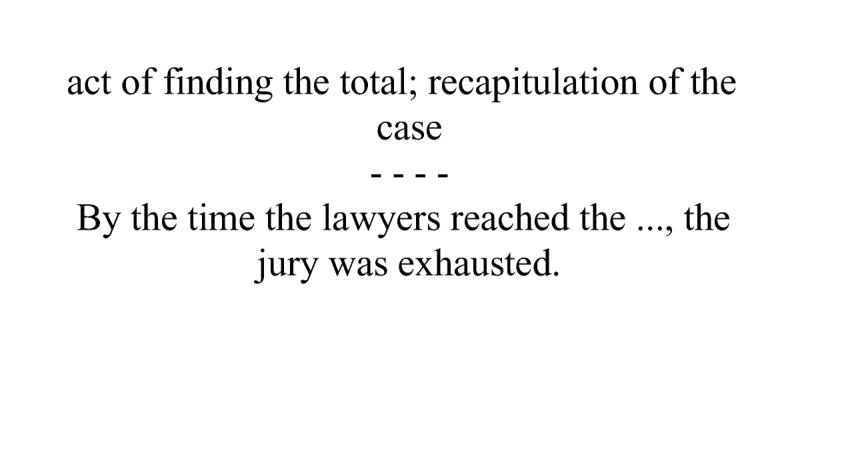 act of finding the total; recapitulation of the
case
- - - -
By the time the lawyers reached the ..., the
jury was exhausted.